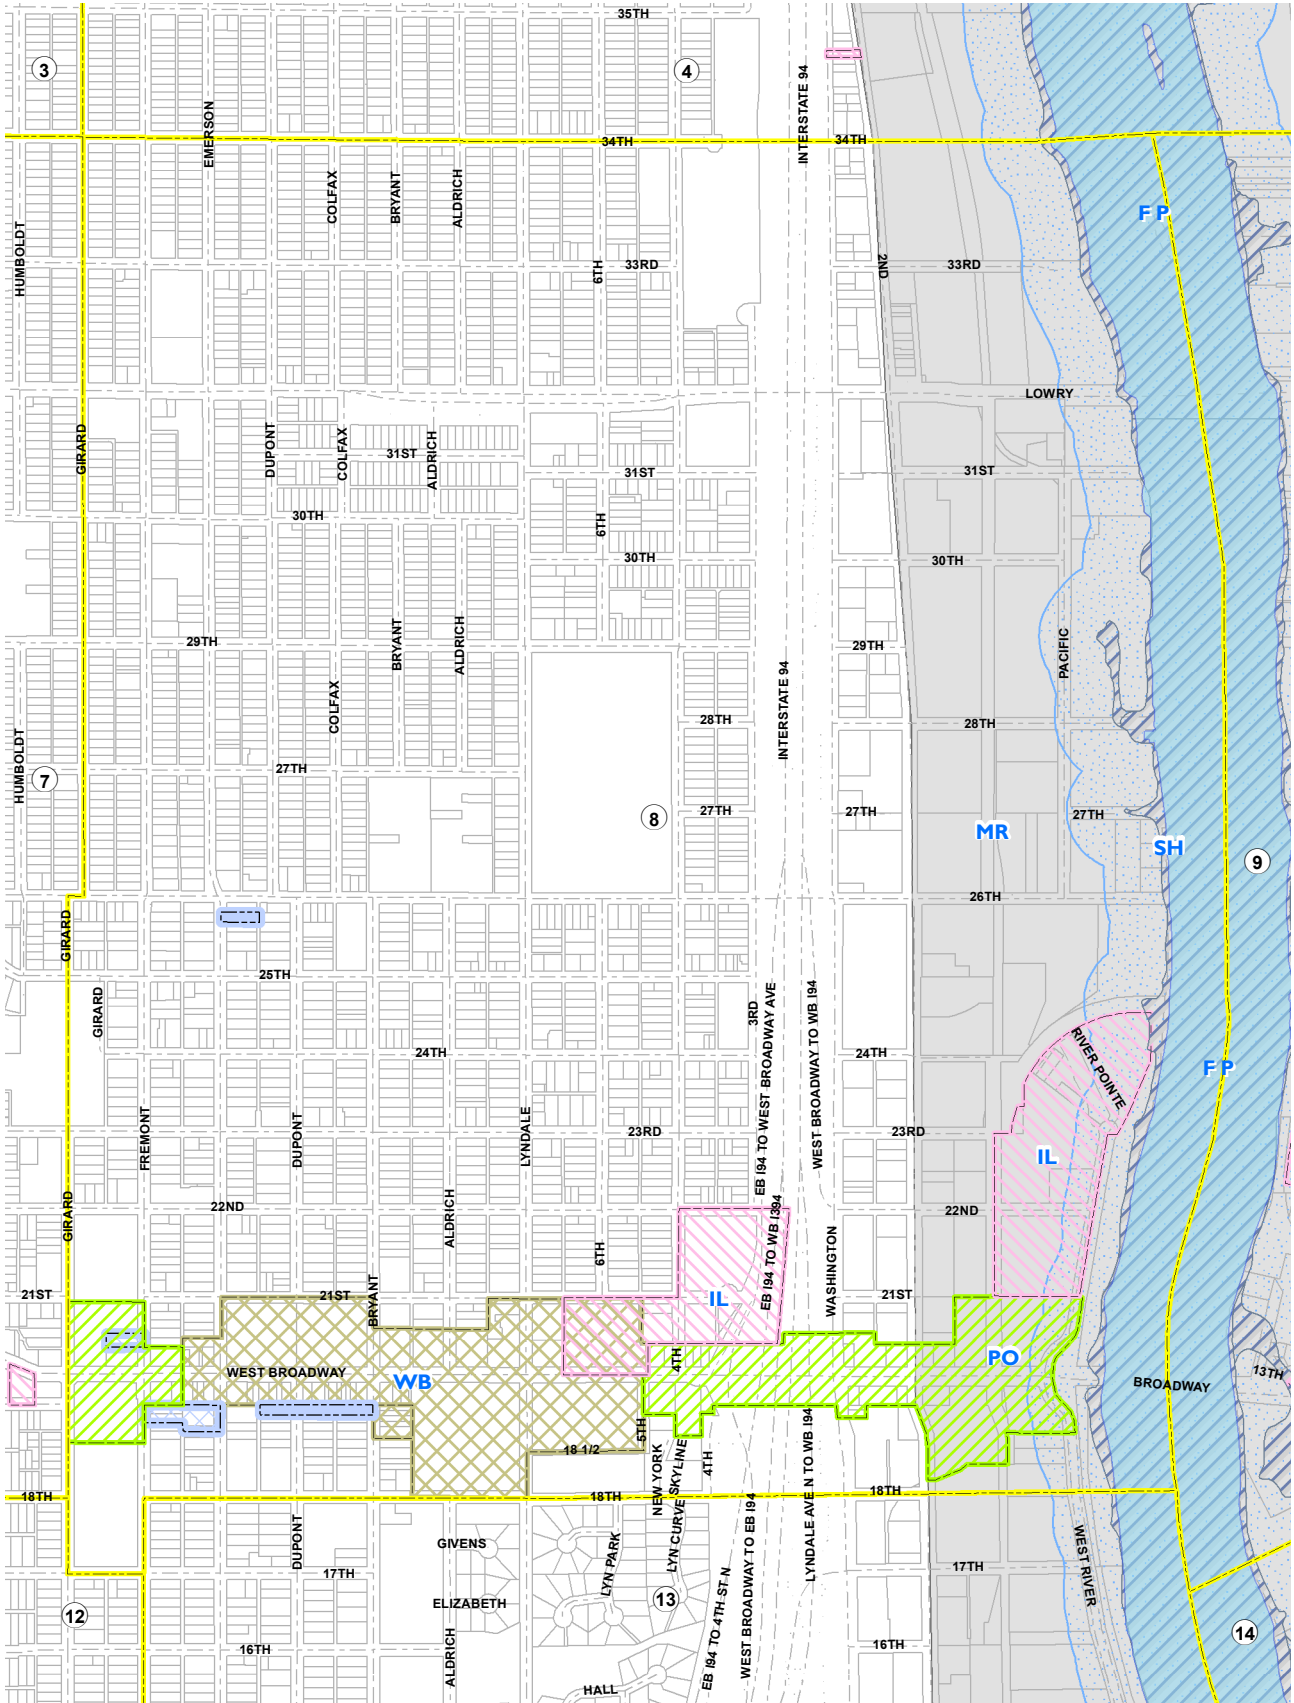 35TH
3
4
INTERSTATE 94
EMERSON
34TH
34TH
COLFAX
BRYANT
ALDRICH
F P
HUMBOLDT
6TH
33RD
2ND
33RD
LOWRY
GIRARD
DUPONT
COLFAX
31ST
ALDRICH
31ST
31ST
30TH
6TH
30TH
30TH
29TH
BRYANT
ALDRICH
29TH
PACIFIC
COLFAX
INTERSTATE 94
28TH
28TH
HUMBOLDT
7
27TH
8
27TH
27TH
27TH
MR
SH
9
26TH
GIRARD
25TH
GIRARD
3RD
EB I94 TO WEST BROADWAY AVE
WEST BROADWAY TO WB I94
24TH
24TH
RIVER POINTE
F P
FREMONT
DUPONT
LYNDALE
23RD
23RD
IL
GIRARD
22ND
ALDRICH
22ND
6TH
EB I94 TO WB I394
WASHINGTON
21ST
21ST
BRYANT
IL
21ST
WEST BROADWAY
WB
4TH
PO
BROADWAY
13TH
5TH
18 1/2
NEW YORK
LYN CURVE
SKYLINE
4TH
LYNDALE AVE N TO WB I94
18TH
18TH
18TH
WEST BROADWAY TO EB I94
DUPONT
GIVENS
LYN PARK
17TH
17TH
WEST RIVER
12
ELIZABETH
13
14
16TH
ALDRICH
EB I94 TO 4TH ST N
16TH
HALL